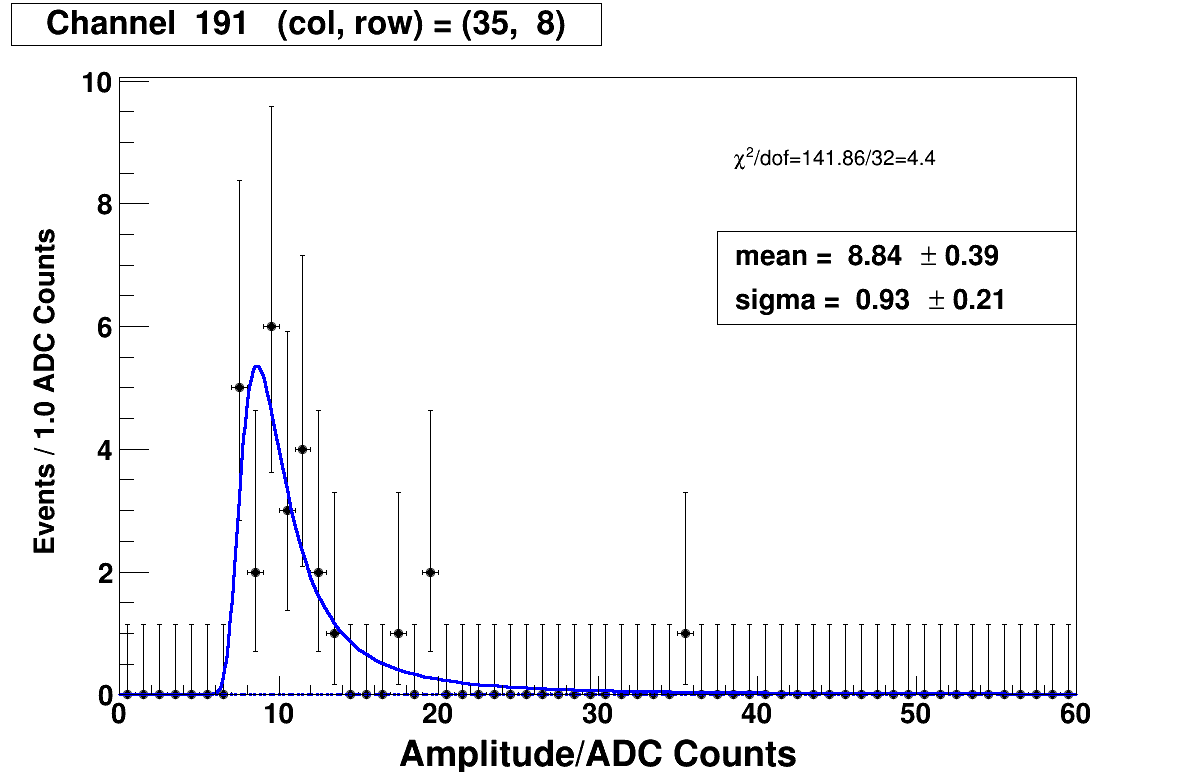 Channel 191 (col, row) = (35, 8)
10
χ²/dof=141.86/32=4.4
8
mean = 8.84 ± 0.39
sigma = 0.93 ± 0.21
6
Events / 1.0 ADC Counts
4
2
0
0 10 20 30 40 50 60
Amplitude/ADC Counts